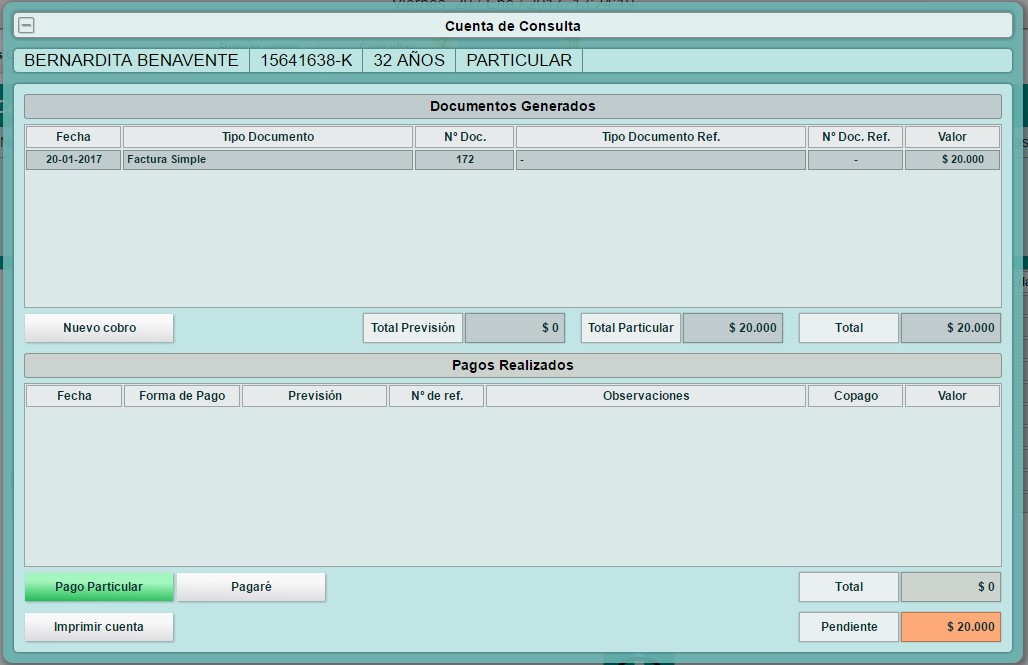 Cuenta de Consulta
BERNARDITA BENAVENTE 15641638-K 32 AÑOS PARTICULAR
Documentos Generados
Fecha Tipo Documento Nº Doc. Tipo Documento Ref. Nº Doc. Ref. Valor
20-01-2017 Factura Simple 172 - - $ 20.000
Nuevo cobro Total Previsión $ 0 Total Particular $ 20.000 Total $ 20.000
Pagos Realizados
Fecha Forma de Pago Previsión Nº de ref. Observaciones Copago Valor
Pago Particular Pagaré Total $ 0
Imprimir cuenta Pendiente $ 20.000